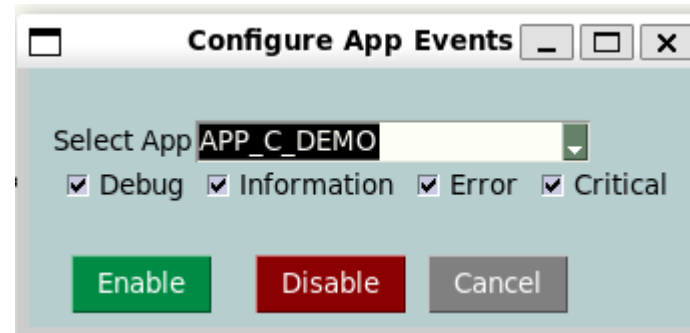 Configure App Events
Select App APP_C_DEMO
Debug Information Error Critical
Enable Disable Cancel